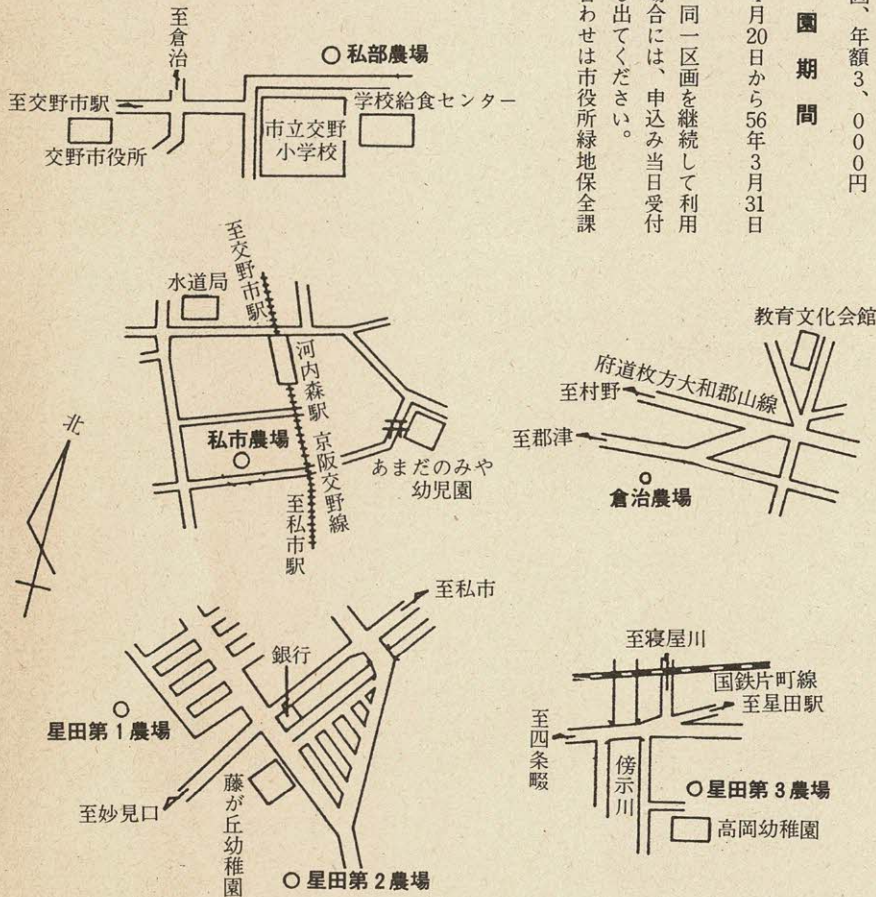 、年額3、000円
園期間
月20日から56年3月31日
同一区画を継続して利用
場合には、申込み当日受付
出てください。
わせは市役所緑地保全課
至倉治
私部農場
至交野市駅
学校給食センター
市立交野
小学校
交野市役所
至交野市駅
水道局
河内森駅
京阪交野線
北
私市農場
あまだのみや
幼児園
至私市駅
教育文化会館
府道枚方大和郡山線
至村野
至郡津
倉治農場
至私市
銀行
星田第1農場
至妙見口
藤が丘幼稚園
星田第2農場
至寝屋川
国鉄片町線
至星田駅
至四条畷
傍示川
星田第3農場
高岡幼稚園